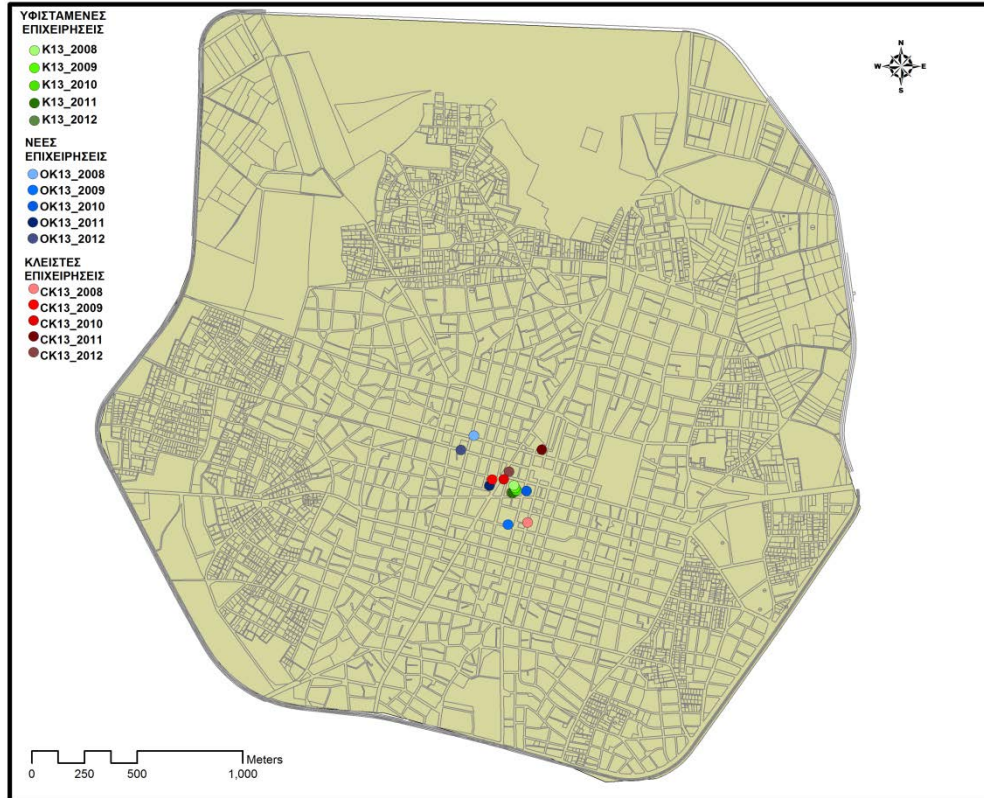 ΥΦΙΣΤΑΜΕΝΕΣ
ΕΠΙΧΕΙΡΗΣΕΙΣ
K13_2008
K13_2009
K13_2010
K13_2011
K13_2012
ΝΕΕΣ
ΕΠΙΧΕΙΡΗΣΕΙΣ
OK13_2008
OK13_2009
OK13_2010
OK13_2011
OK13_2012
ΚΛΕΙΣΤΕΣ
ΕΠΙΧΕΙΡΗΣΕΙΣ
CK13_2008
CK13_2009
CK13_2010
CK13_2011
CK13_2012
N
W E
S
Meters
0 250 500 1,000